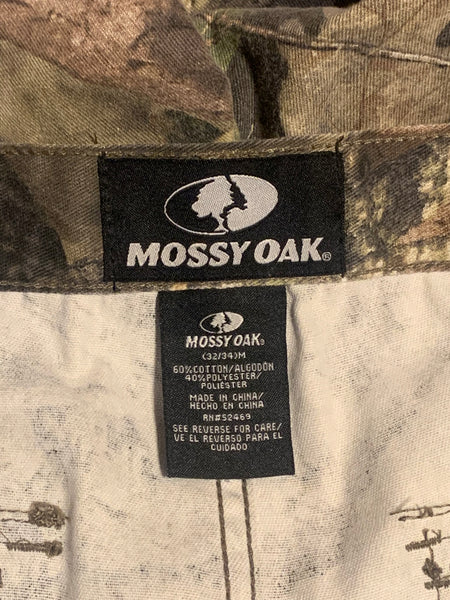 MOSSY OAK®
MOSSY OAK®
(32/34)M
60%COTTON/ALGODÓN
40%POLYESTER/
POLIÉSTER
MADE IN CHINA/
HECHO EN CHINA
RN#52469
SEE REVERSE FOR CARE/
VE EL REVERSO PARA EL
CUIDADO